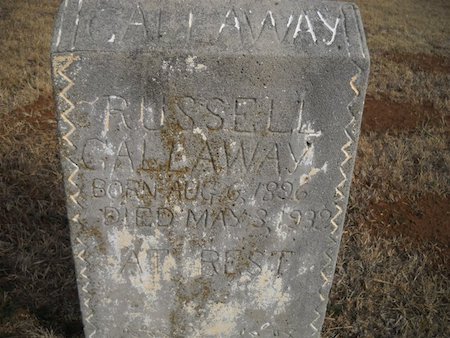 CALLAWAY
RUSSELL
CALLAWAY
BORN AUG. 6, 1896
DIED MAY 3, 1932
AT REST